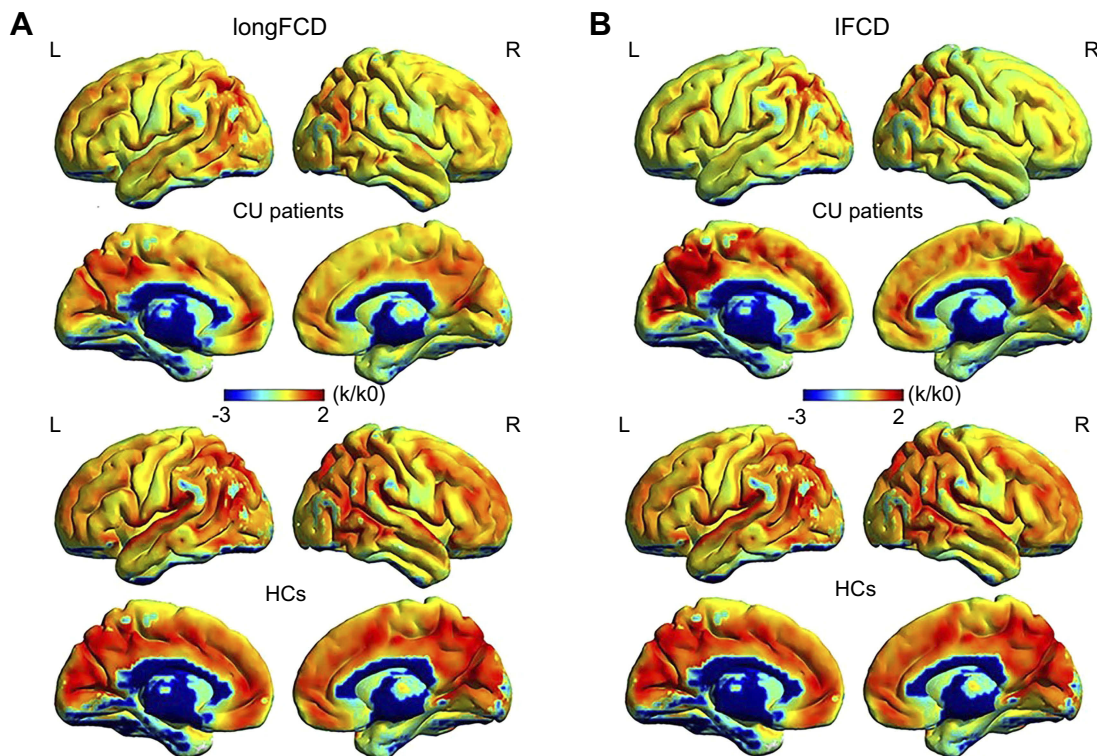 A
longFCD
L
R
CU patients
(k/k0)
-3
2
L
R
HCs
B
lFCD
L
R
CU patients
(k/k0)
-3
2
L
R
HCs